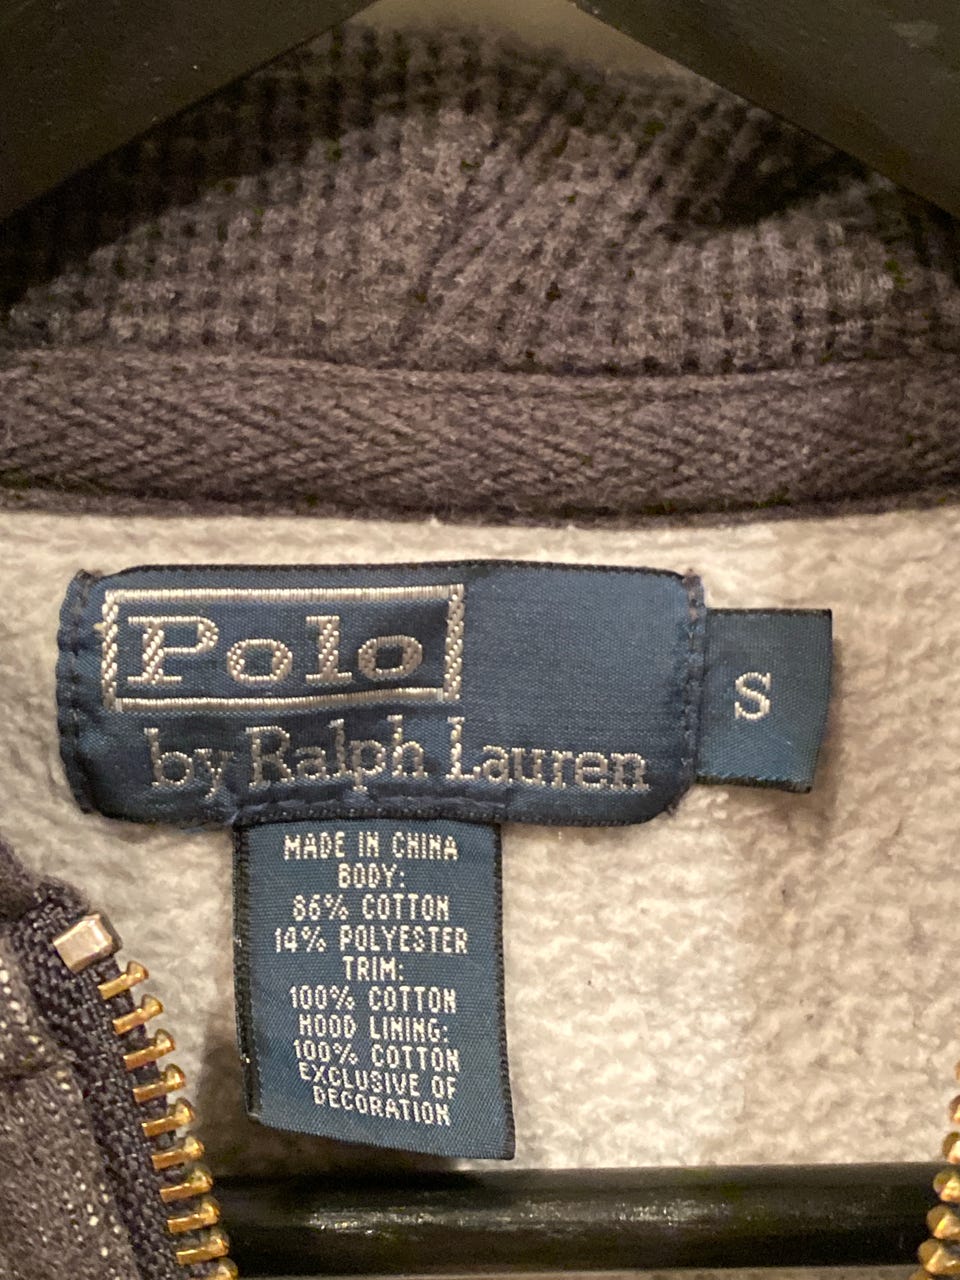 Polo
by Ralph Lauren
S
MADE IN CHINA
BODY:
86% COTTON
14% POLYESTER
TRIM:
100% COTTON
HOOD LINING:
100% COTTON
EXCLUSIVE OF
DECORATION